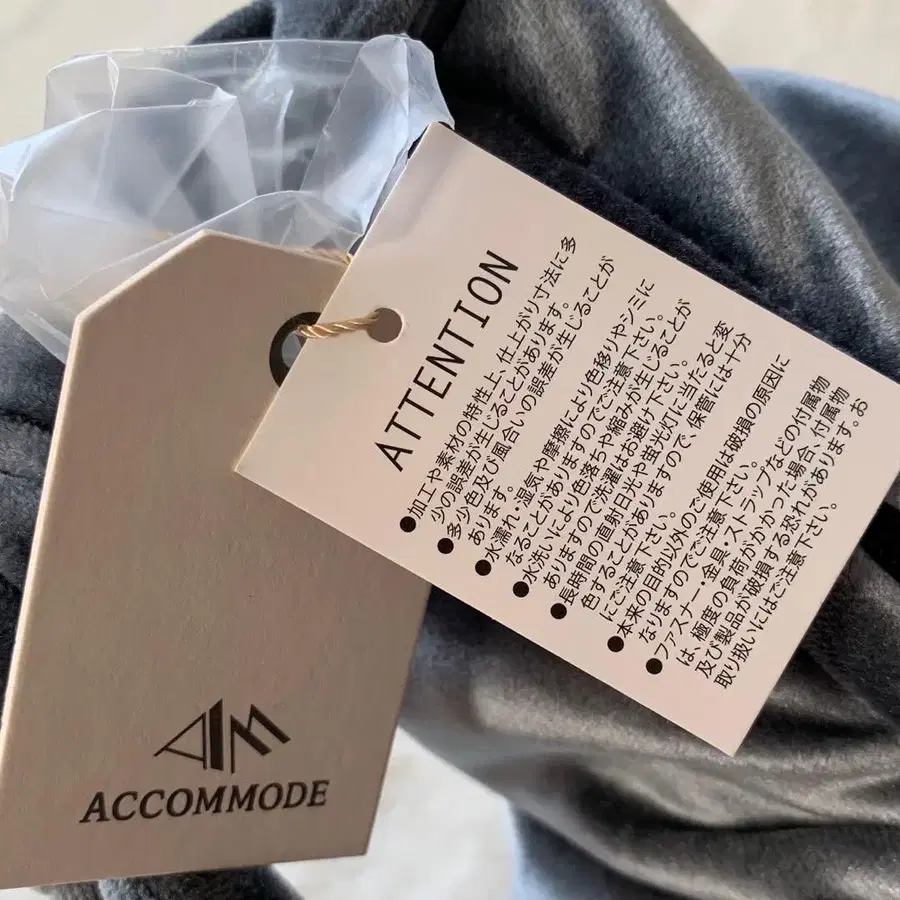 ATTENTION
●加工や素材の特性上、仕上がり寸法に多
少の誤差が生じることがあります。
●多少色及び風合いの誤差が生じることが
あります。
●水濡れ・湿気や摩擦により色移りやシミに
なることがありますのでご注意下さい。
●水洗いにより色落ちや縮みが生じることが
ありますので洗濯はお避け下さい。
●長時間の直射日光や蛍光灯に当たると変
色することがありますので、保管には十分
にご注意下さい。
●本来の目的以外のご使用は破損の原因に
なりますのでご注意下さい。
●ファスナー・金具・ストラップなどの付属物
は、極度の負荷がかかった場合、付属物
及び製品が破損する恐れがあります。お
取り扱いにはご注意下さい。
AM
ACCOMMODE